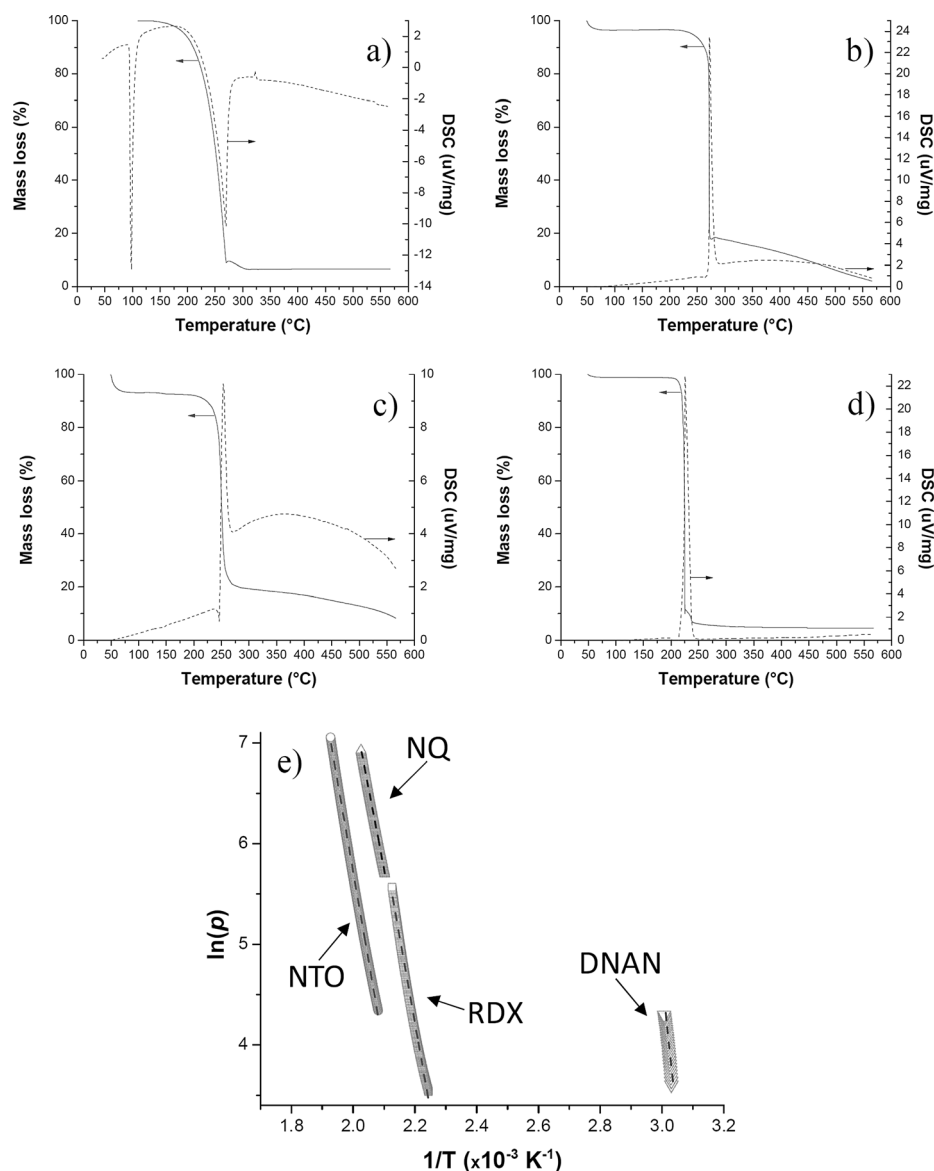 a)
100
80
60
40
20
0
Mass loss (%)
2
0
-2
-4
-6
-8
-10
-12
-14
DSC (uV/mg)
0 50 100 150 200 250 300 350 400 450 500 550 600
Temperature (°C)
b)
100
80
60
40
20
0
Mass loss (%)
24
22
20
18
16
14
12
10
8
6
4
2
0
DSC (uV/mg)
0 50 100 150 200 250 300 350 400 450 500 550 600
Temperature (°C)
c)
100
80
60
40
20
0
Mass loss (%)
10
8
6
4
2
0
DSC (uV/mg)
0 50 100 150 200 250 300 350 400 450 500 550 600
Temperature (°C)
d)
100
80
60
40
20
0
Mass loss (%)
22
20
18
16
14
12
10
8
6
4
2
0
DSC (uV/mg)
0 50 100 150 200 250 300 350 400 450 500 550 600
Temperature (°C)
e)
7
6
5
4
ln(p)
NQ
NTO
RDX
DNAN
1.8 2.0 2.2 2.4 2.6 2.8 3.0 3.2
1/T (x10⁻³ K⁻¹)